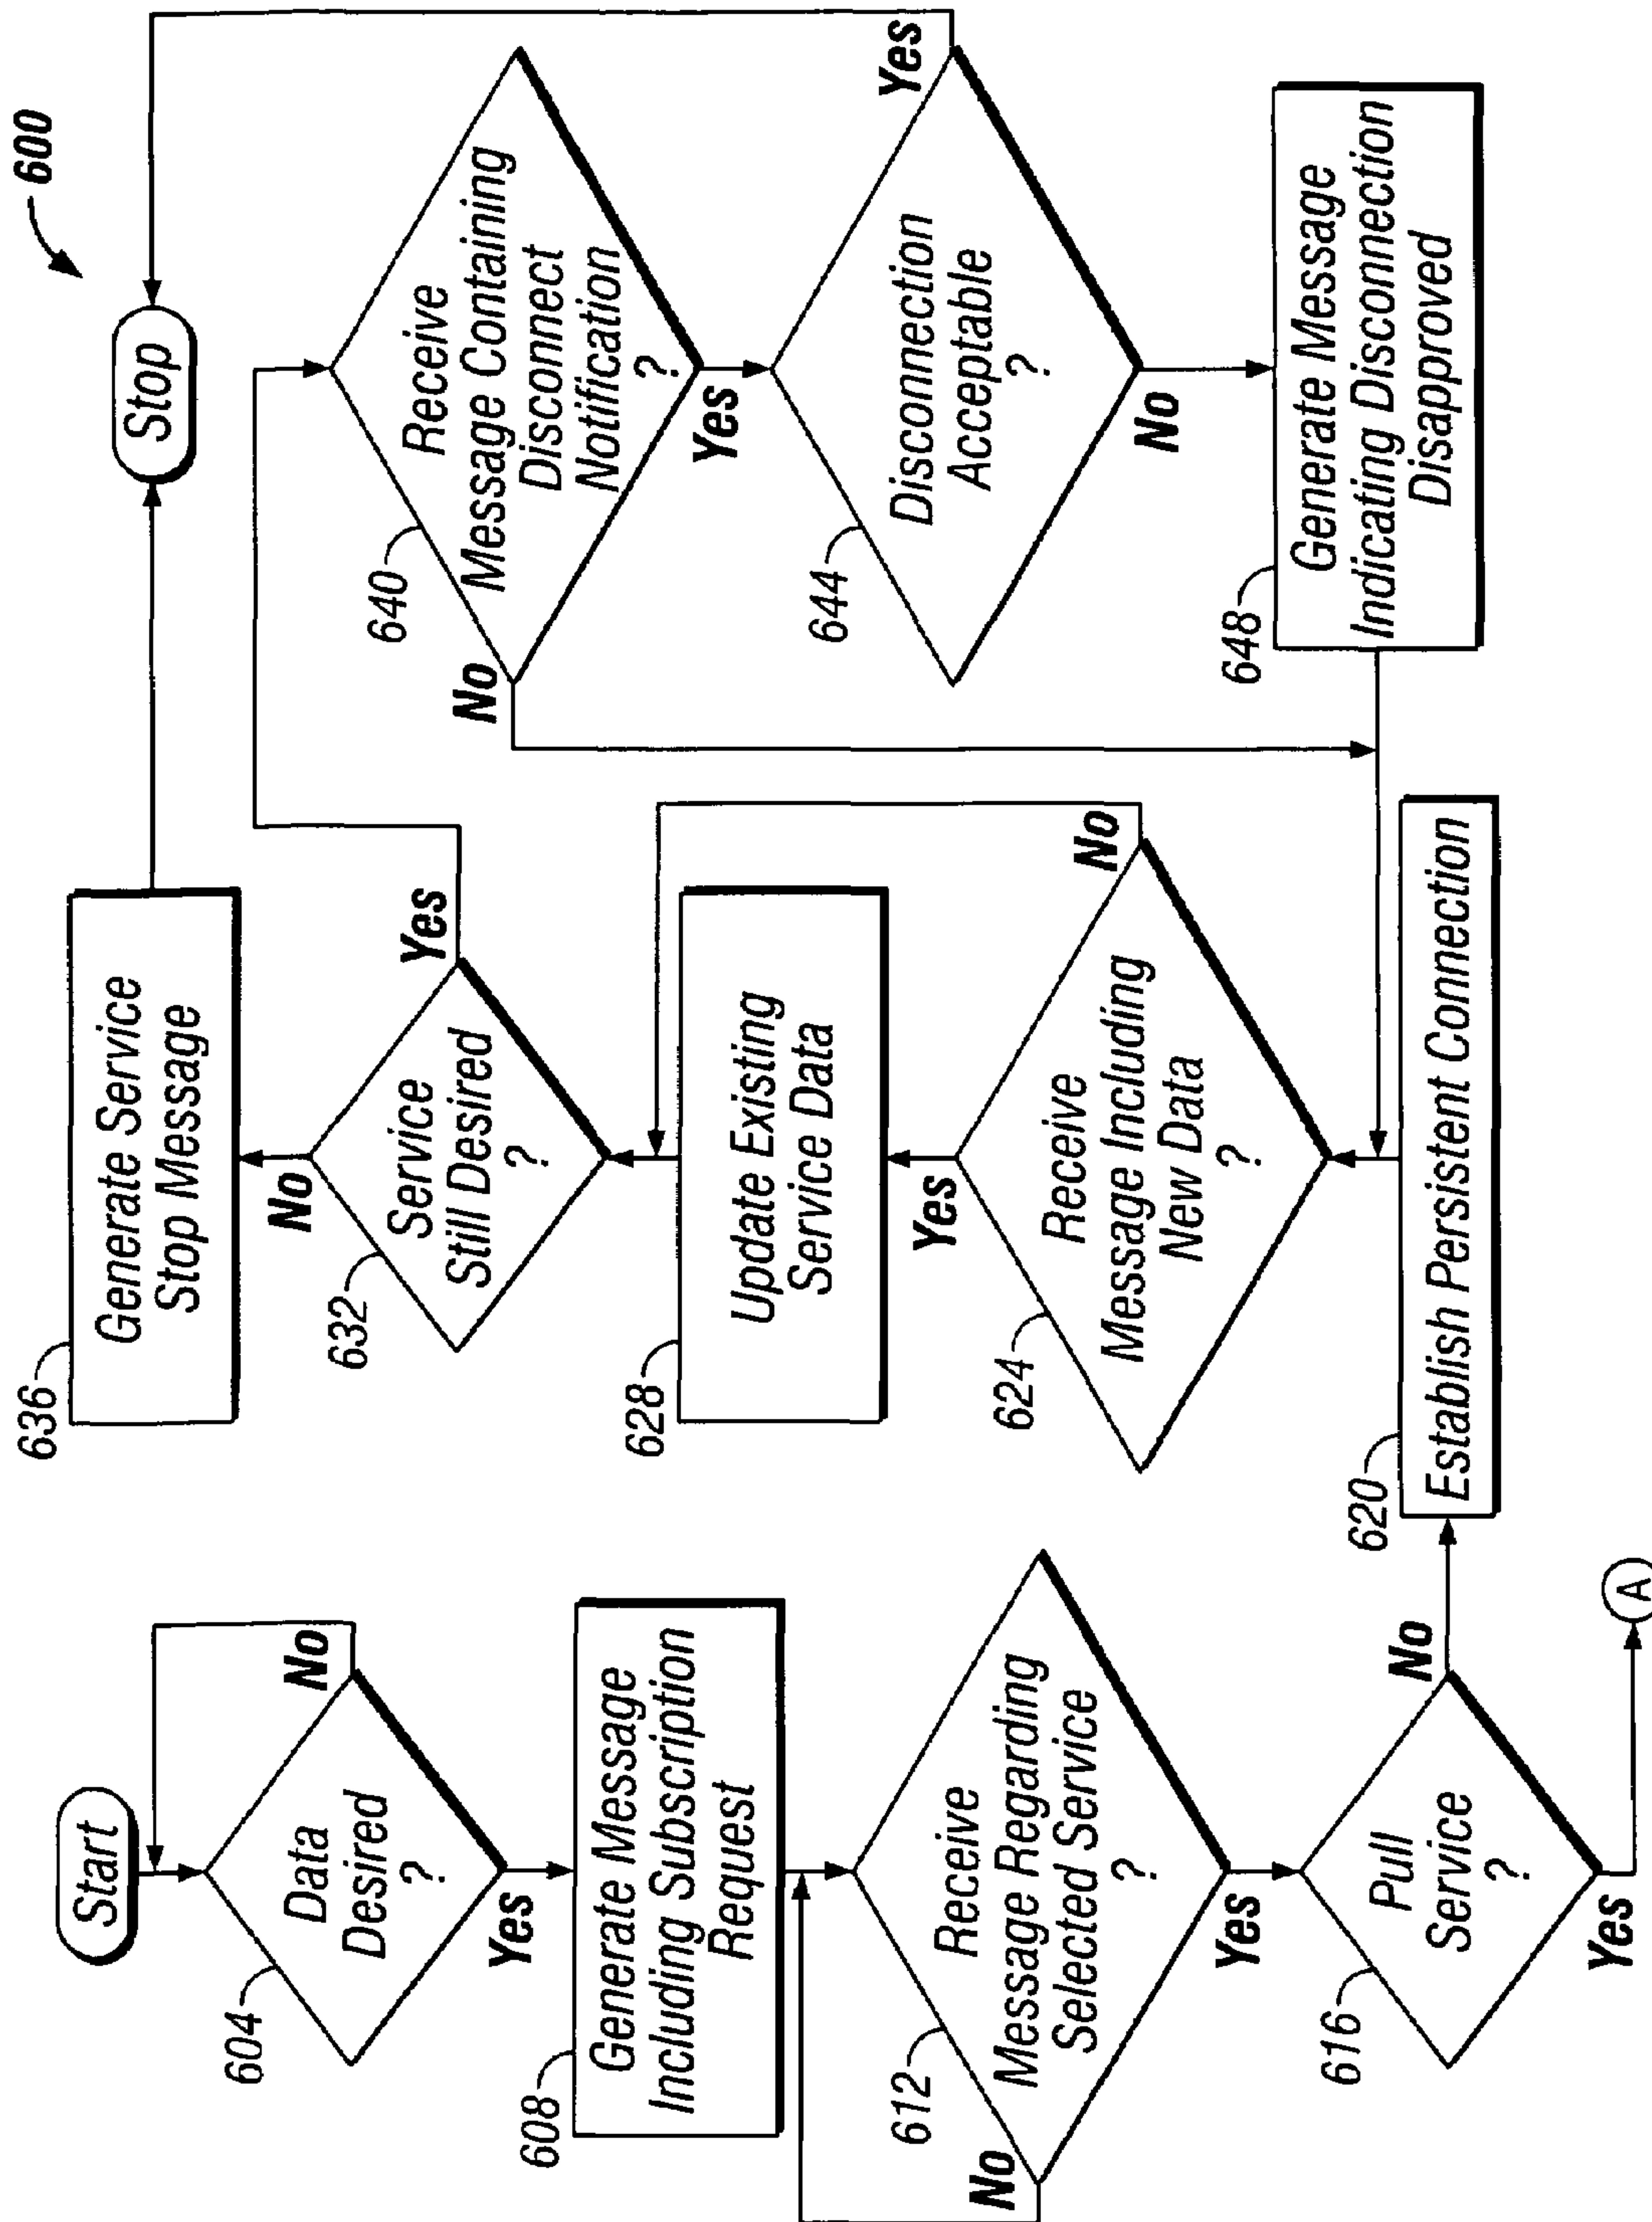 600
Start
604
Data
Desired
?
No
Yes
608
Generate Message
Including Subscription
Request
612
Receive
Message Regarding
Selected Service
?
No
Yes
616
Pull
Service
?
No
Yes
A
620
Establish Persistent Connection
624
Receive
Message Including
New Data
?
No
Yes
628
Update Existing
Service Data
632
Service
Still Desired
?
Yes
No
636
Generate Service
Stop Message
Stop
640
Receive
Message Containing
Disconnect
Notification
?
No
Yes
644
Disconnection
Acceptable
?
Yes
No
648
Generate Message
Indicating Disconnection
Disapproved